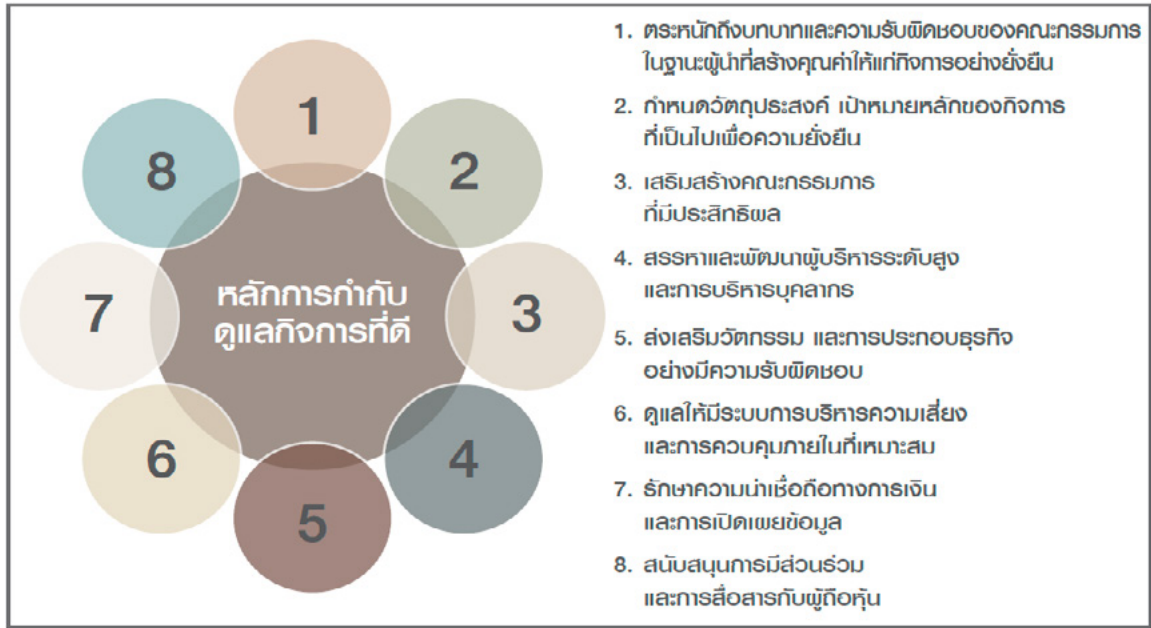 1
2
3
4
5
6
7
8
หลักการกำกับ
ดูแลกิจการที่ดี
1. ตระหนักถึงบทบาทและความรับผิดชอบของคณะกรรมการ
ในฐานะผู้นำที่สร้างคุณค่าให้แก่กิจการอย่างยั่งยืน
2. กำหนดวัตถุประสงค์ เป้าหมายหลักของกิจการ
ที่เป็นไปเพื่อความยั่งยืน
3. เสริมสร้างคณะกรรมการ
ที่มีประสิทธิผล
4. สรรหาและพัฒนาผู้บริหารระดับสูง
และการบริหารบุคลากร
5. ส่งเสริมวัตกรรม และการประกอบธุรกิจ
อย่างมีความรับผิดชอบ
6. ดูแลให้มีระบบการบริหารความเสี่ยง
และการควบคุมภายในที่เหมาะสม
7. รักษาความน่าเชื่อถือทางการเงิน
และการเปิดเผยข้อมูล
8. สนับสนุนการมีส่วนร่วม
และการสื่อสารกับผู้ถือหุ้น